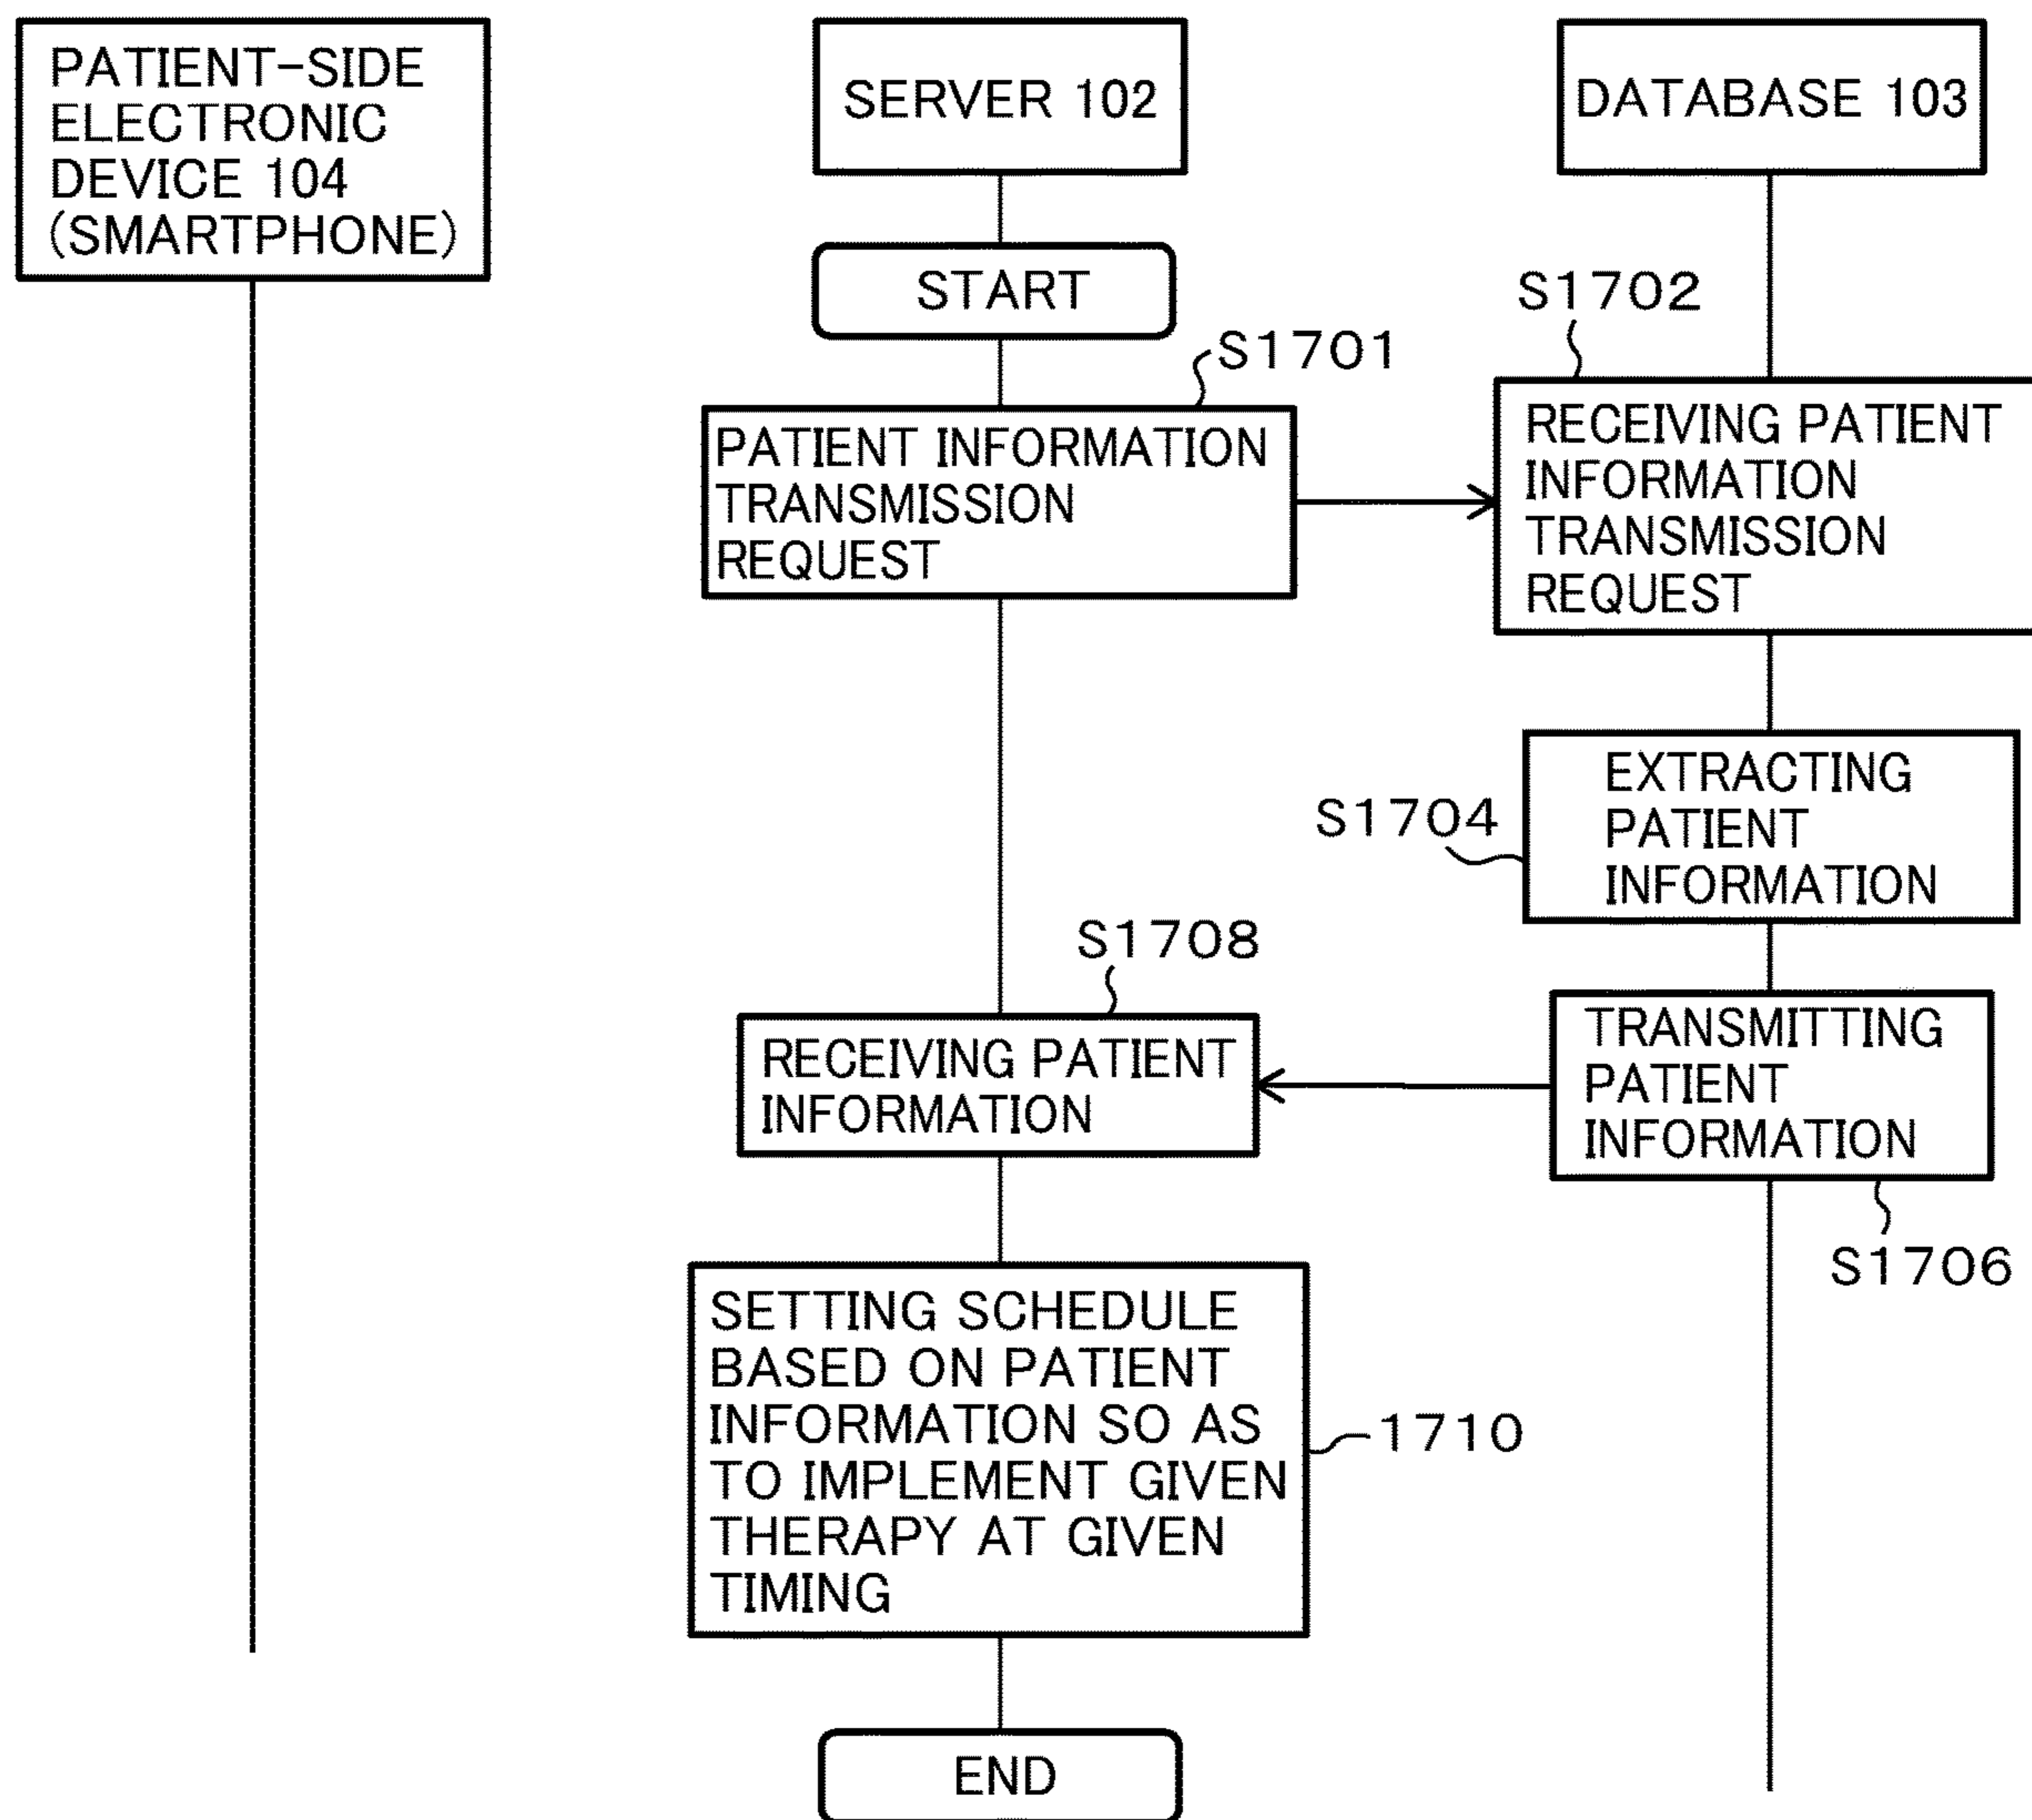 PATIENT-SIDE
ELECTRONIC
DEVICE 104
(SMARTPHONE)
SERVER 102
DATABASE 103
START
S1701
S1702
PATIENT INFORMATION
TRANSMISSION
REQUEST
RECEIVING PATIENT
INFORMATION
TRANSMISSION
REQUEST
S1704
EXTRACTING
PATIENT
INFORMATION
S1708
RECEIVING PATIENT
INFORMATION
TRANSMITTING
PATIENT
INFORMATION
S1706
SETTING SCHEDULE
BASED ON PATIENT
INFORMATION SO AS
TO IMPLEMENT GIVEN
THERAPY AT GIVEN
TIMING
1710
END